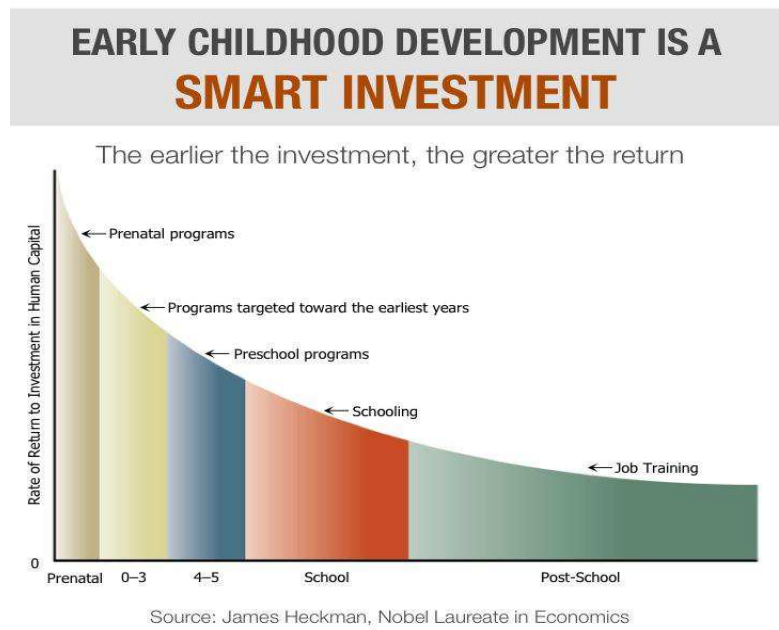 EARLY CHILDHOOD DEVELOPMENT IS A
SMART INVESTMENT
The earlier the investment, the greater the return
Rate of Return to Investment in Human Capital
Prenatal programs
Programs targeted toward the earliest years
Preschool programs
Schooling
Job Training
0
Prenatal
0–3
4–5
School
Post-School
Source: James Heckman, Nobel Laureate in Economics